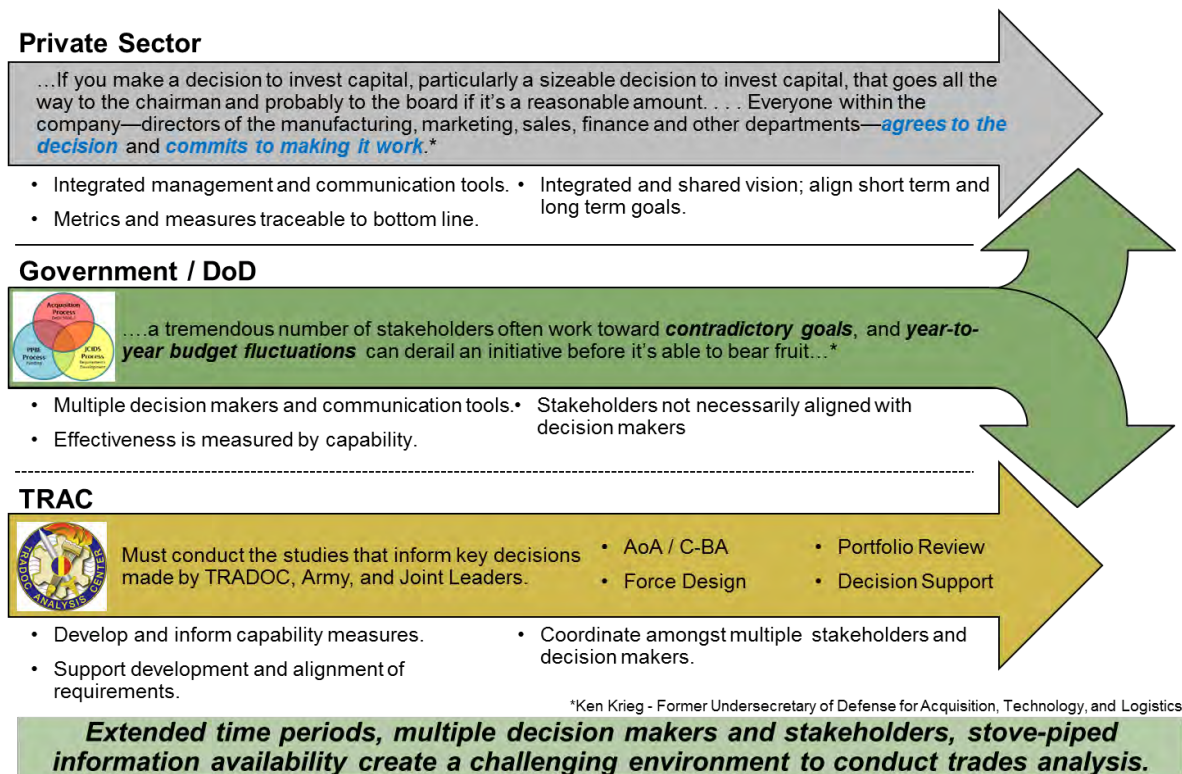 Private Sector
…If you make a decision to invest capital, particularly a sizeable decision to invest capital, that goes all the
way to the chairman and probably to the board if it's a reasonable amount. . . . Everyone within the
company—directors of the manufacturing, marketing, sales, finance and other departments—agrees to the
decision and commits to making it work.*
• Integrated management and communication tools.
• Metrics and measures traceable to bottom line.
• Integrated and shared vision; align short term and
long term goals.
Government / DoD
Acquisition
Process
PPBE
Process
JCIDS
Process
….a tremendous number of stakeholders often work toward contradictory goals, and year-to-
year budget fluctuations can derail an initiative before it's able to bear fruit…*
• Multiple decision makers and communication tools.
• Effectiveness is measured by capability.
• Stakeholders not necessarily aligned with
decision makers
TRAC
TRADOC ANALYSIS CENTER
Must conduct the studies that inform key decisions
made by TRADOC, Army, and Joint Leaders.
• AoA / C-BA
• Force Design
• Portfolio Review
• Decision Support
• Develop and inform capability measures.
• Support development and alignment of
requirements.
• Coordinate amongst multiple stakeholders and
decision makers.
*Ken Krieg - Former Undersecretary of Defense for Acquisition, Technology, and Logistics
Extended time periods, multiple decision makers and stakeholders, stove-piped
information availability create a challenging environment to conduct trades analysis.